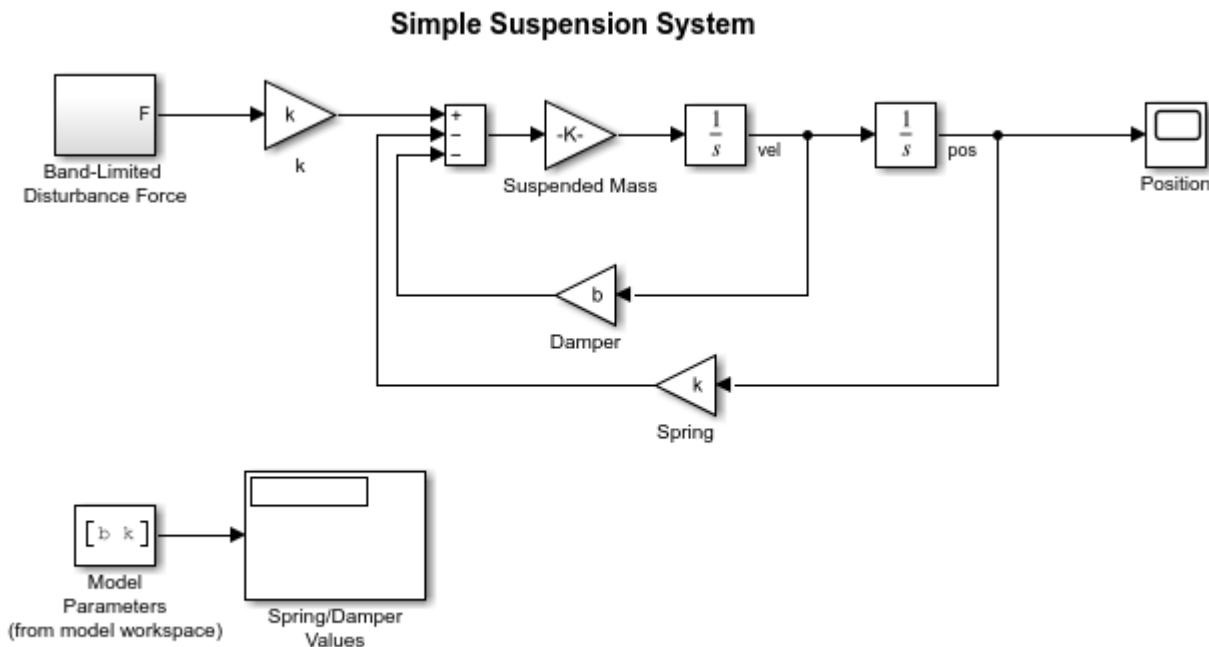 Simple Suspension System
F
k
k
+
−
−
-K-
Suspended Mass
1
s
vel
1
s
pos
Position
Band-Limited
Disturbance Force
b
Damper
k
Spring
[b k]
Model
Parameters
(from model workspace)
Spring/Damper
Values